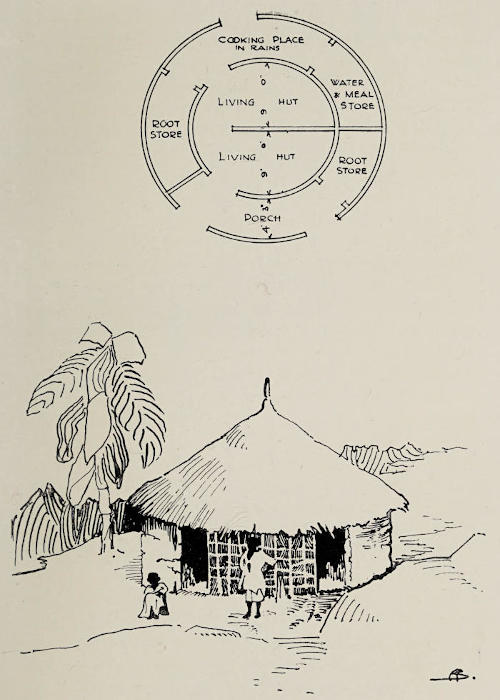 COOKING PLACE
IN RAINS
WATER
& MEAL
STORE
LIVING HUT
ROOT
STORE
LIVING HUT
ROOT
STORE
PORCH